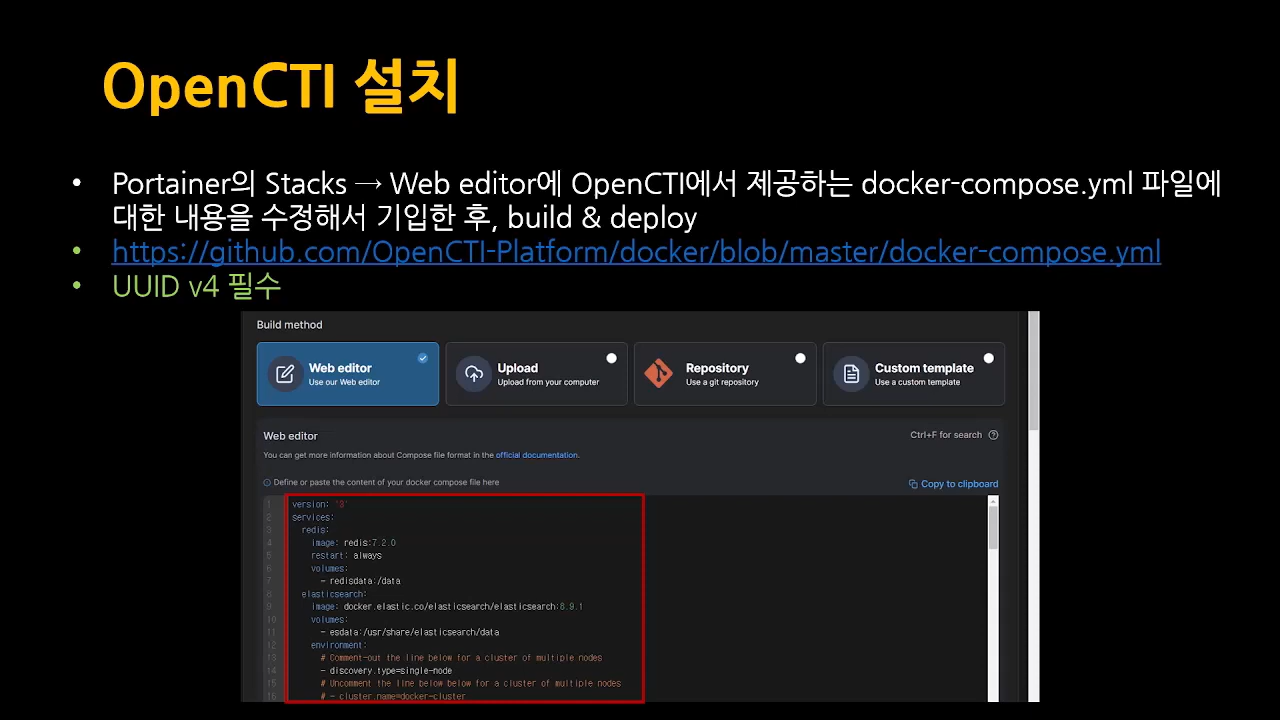 OpenCTI 설치
• Portainer의 Stacks → Web editor에 OpenCTI에서 제공하는 docker-compose.yml 파일에
대한 내용을 수정해서 기입한 후, build & deploy
• https://github.com/OpenCTI-Platform/docker/blob/master/docker-compose.yml
• UUID v4 필수
Build method
Web editor
Use our Web editor
Upload
Upload from your computer
Repository
Use a git repository
Custom template
Use a custom template
Web editor
Ctrl+F for search
You can get more information about Compose file format in the official documentation.
Define or paste the content of your docker compose file here
Copy to clipboard
1 version: '3'
2 services:
3 redis:
4 image: redis:7.2.0
5 restart: always
6 volumes:
7 - redisdata:/data
8 elasticsearch:
9 image: docker.elastic.co/elasticsearch/elasticsearch:8.9.1
10 volumes:
11 - esdata:/usr/share/elasticsearch/data
12 environment:
13 # Comment-out the line below for a cluster of multiple nodes
14 - discovery.type=single-node
15 # Uncomment the line below below for a cluster of multiple nodes
16 # - cluster.name=docker-cluster